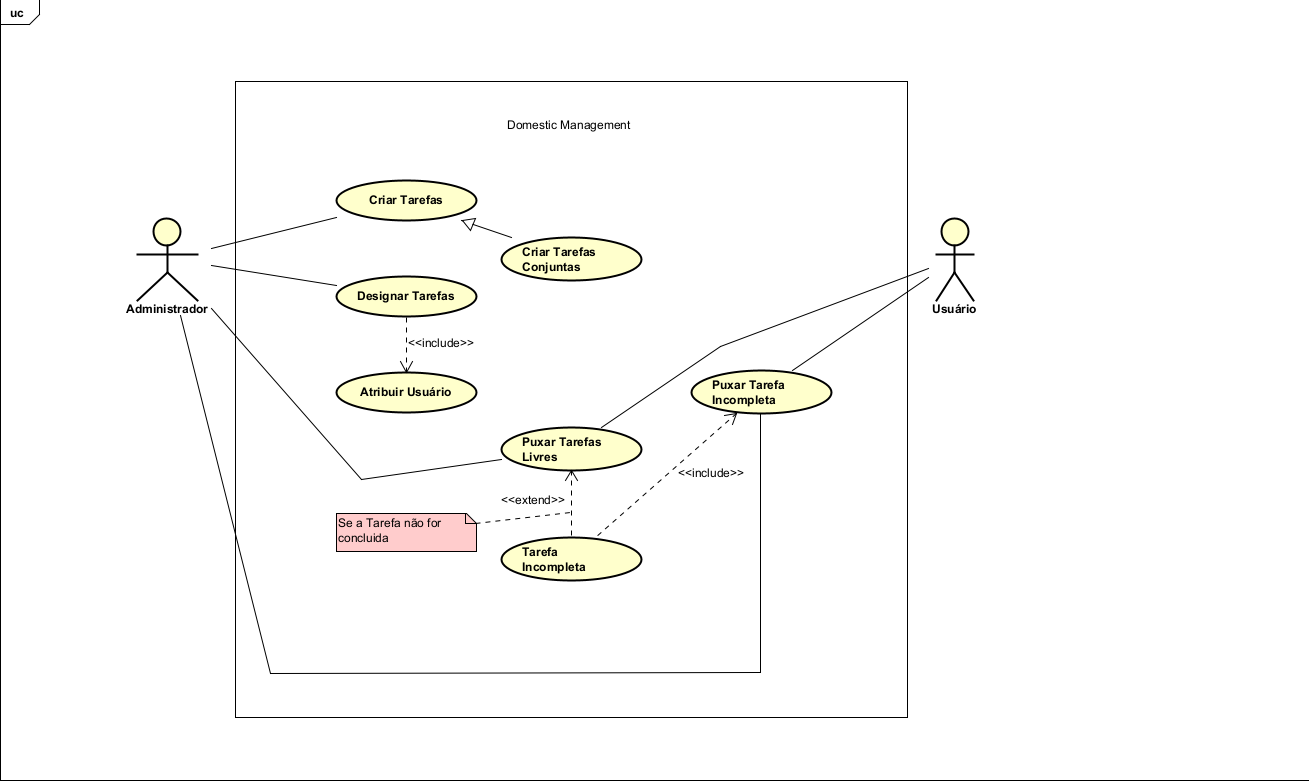 uc
Domestic Management
Criar Tarefas
Criar Tarefas
Conjuntas
Administrador
Designar Tarefas
Usuário
<<include>>
Atribuir Usuário
Puxar Tarefa
Incompleta
Puxar Tarefas
Livres
<<include>>
<<extend>>
Se a Tarefa não for
concluida
Tarefa
Incompleta